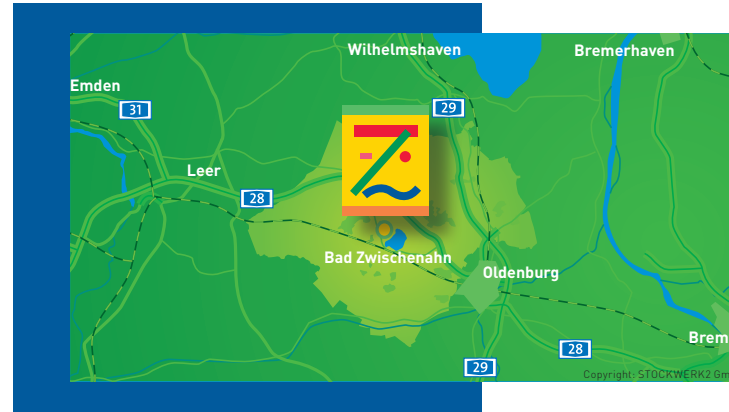 Wilhelmshaven
Bremerhaven
Emden
31
29
Leer
28
Bad Zwischenahn
Oldenburg
Brem
28
29
Copyright: STOCKWERK2 Gm